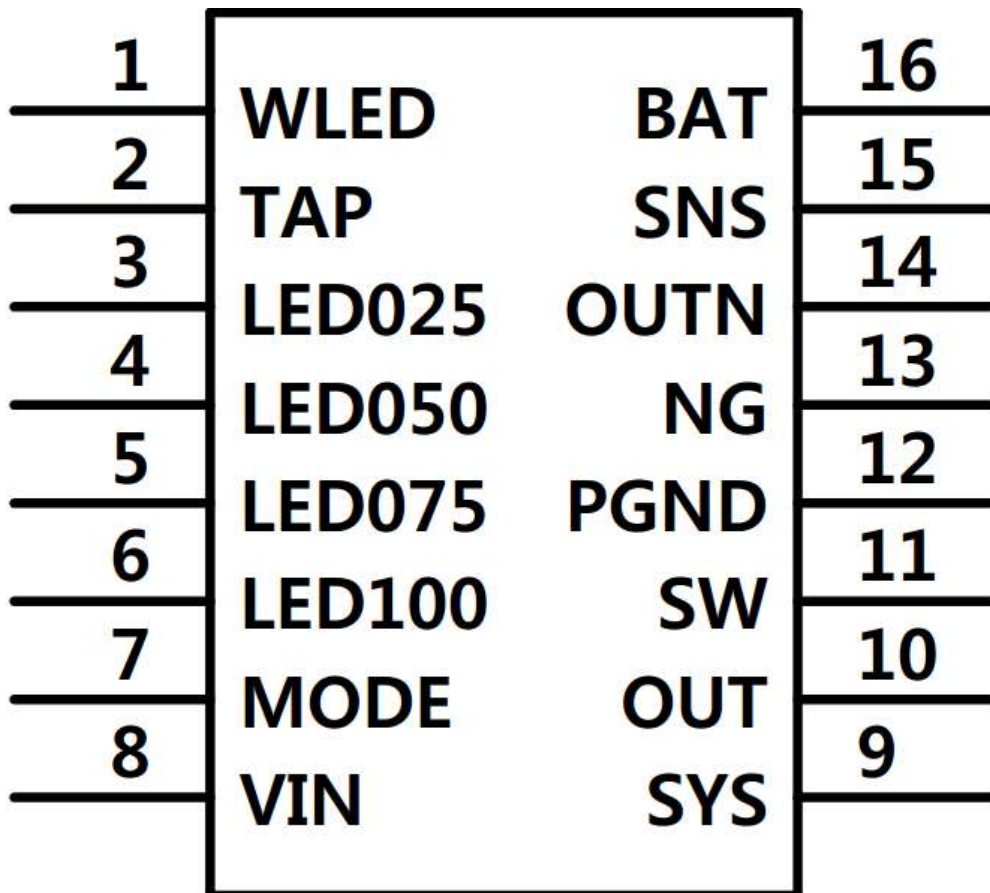 1 WLED BAT 16
2 TAP SNS 15
3 LED025 OUTN 14
4 LED050 NG 13
5 LED075 PGND 12
6 LED100 SW 11
7 MODE OUT 10
8 VIN SYS 9